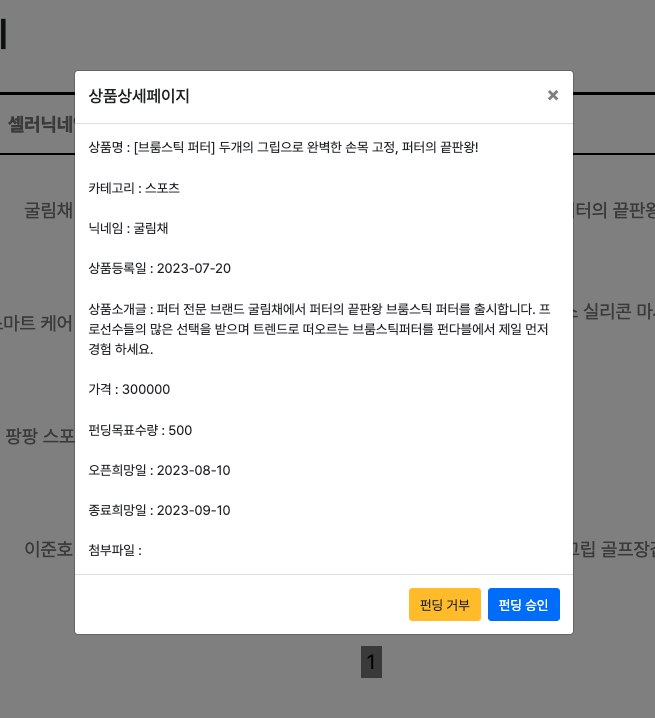 상품상세페이지
×
셀러닉네
상품명 : [브룸스틱 퍼터] 두개의 그립으로 완벽한 손목 고정, 퍼터의 끝판왕!
카테고리 : 스포츠
굴림채
터의 끝판왕
닉네임 : 굴림채
상품등록일 : 2023-07-20
상품소개글 : 퍼터 전문 브랜드 굴림채에서 퍼터의 끝판왕 브룸스틱 퍼터를 출시합니다. 프
로선수들의 많은 선택을 받으며 트렌드로 떠오르는 브룸스틱퍼터를 펀다블에서 제일 먼저
경험 하세요.
마트 케어
실리콘 마
가격 : 300000
펀딩목표수량 : 500
팡팡 스포
오픈희망일 : 2023-08-10
종료희망일 : 2023-09-10
이준호
그립 골프장갑
첨부파일 :
펀딩 거부
펀딩 승인
1